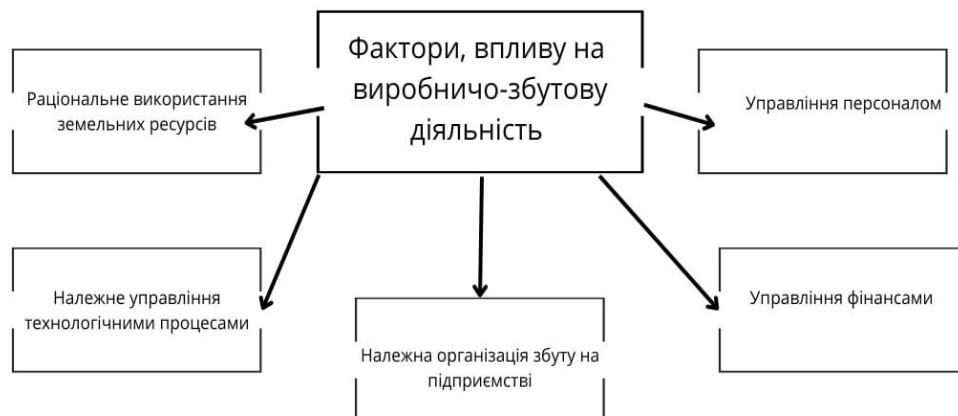 Фактори, впливу на
виробничо-збутову
діяльність
Раціональне використання
земельних ресурсів
Управління персоналом
Належне управління
технологічними процесами
Належна організація збуту на
підприємстві
Управління фінансами